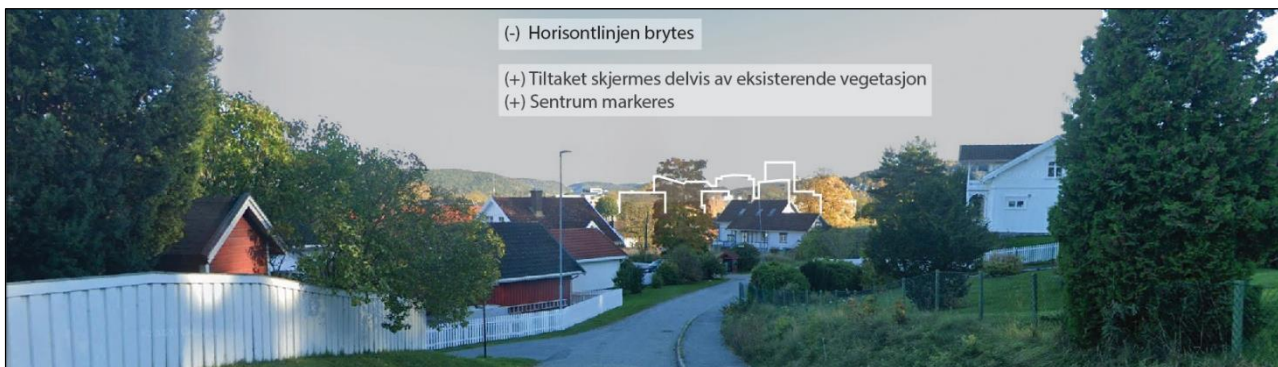 (-) Horisontlinjen brytes
(+) Tiltaket skjermes delvis av eksisterende vegetasjon
(+) Sentrum markeres